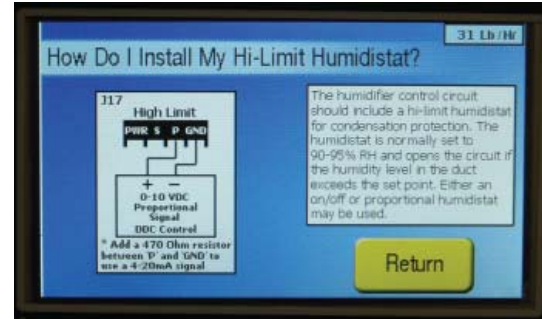 31 Lb/Hr
How Do I Install My Hi-Limit Humidistat?
J17
High Limit
PWR S P GND
+ −
0-10 VDC
Proportional
Signal
DDC Control
* Add a 470 Ohm resistor
between 'P' and 'GND' to
use a 4-20mA signal
The humidifier control circuit
should include a hi-limit humidistat
for condensation protection. The
humidistat is normally set to
90-95% RH and opens the circuit if
the humidity level in the duct
exceeds the set point. Either an
on/off or proportional humidistat
may be used.
Return